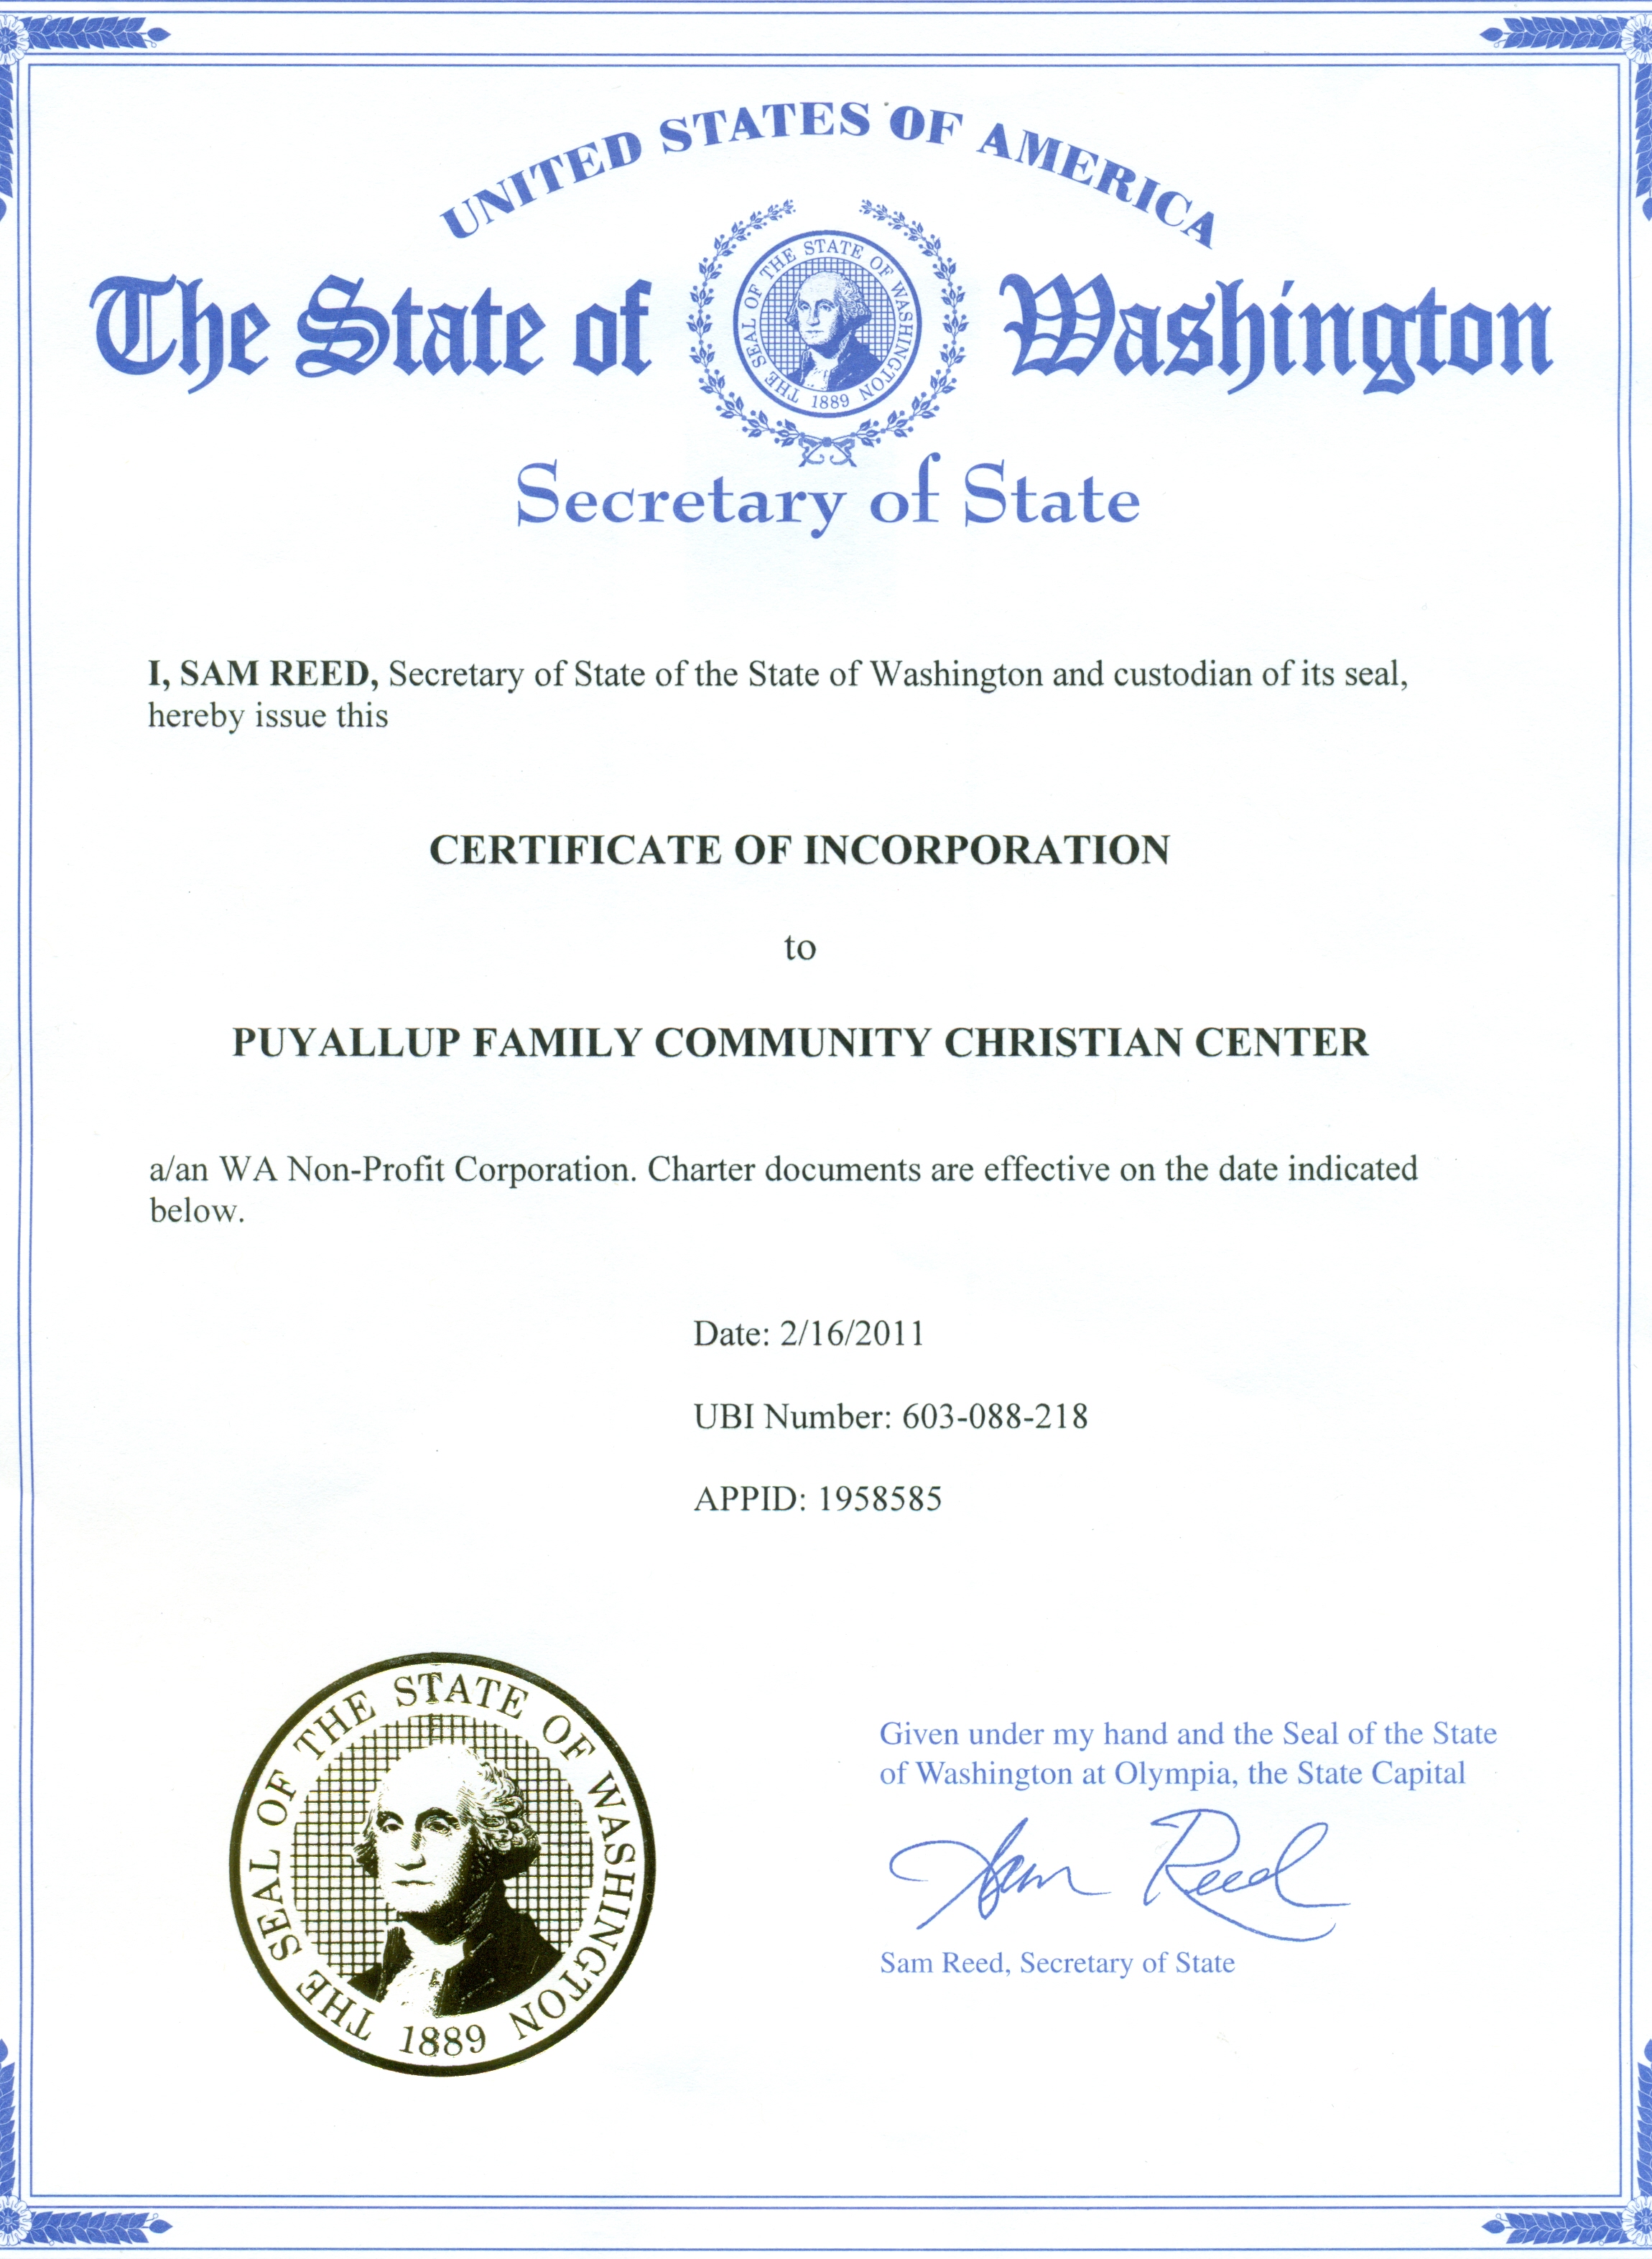 UNITED STATES OF AMERICA
The State of Washington
THE SEAL OF THE STATE OF WASHINGTON
1889
Secretary of State
I, SAM REED, Secretary of State of the State of Washington and custodian of its seal,
hereby issue this
CERTIFICATE OF INCORPORATION
to
PUYALLUP FAMILY COMMUNITY CHRISTIAN CENTER
a/an WA Non-Profit Corporation. Charter documents are effective on the date indicated
below.
Date: 2/16/2011
UBI Number: 603-088-218
APPID: 1958585
THE SEAL OF THE STATE OF WASHINGTON
1889
Given under my hand and the Seal of the State
of Washington at Olympia, the State Capital
Sam Reed
Sam Reed, Secretary of State